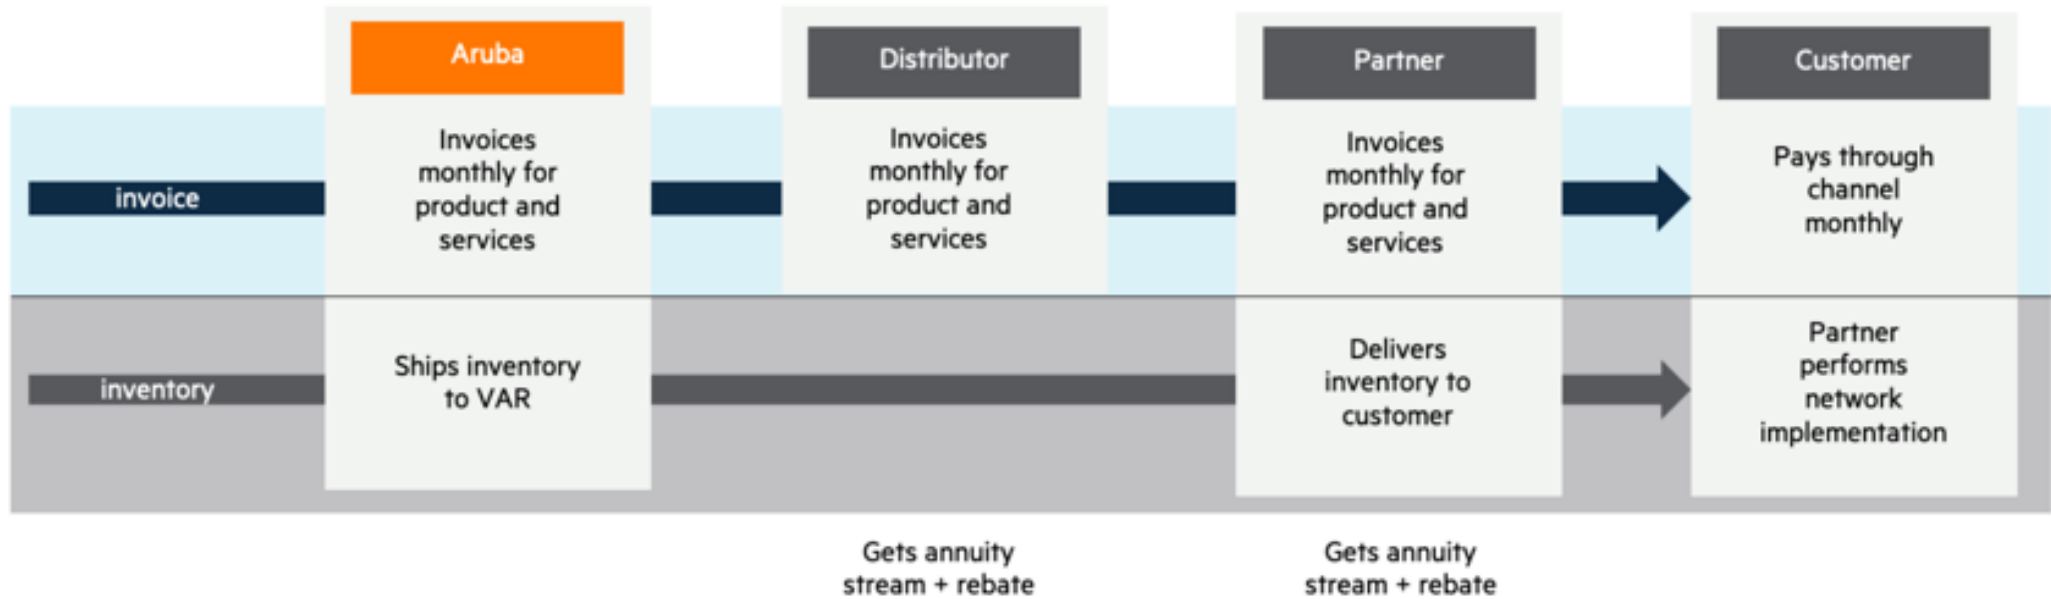 Aruba
Distributor
Partner
Customer
invoice
Invoices
monthly for
product and
services
Invoices
monthly for
product and
services
Invoices
monthly for
product and
services
Pays through
channel
monthly
inventory
Ships inventory
to VAR
Delivers
inventory to
customer
Partner
performs
network
implementation
Gets annuity
stream + rebate
Gets annuity
stream + rebate